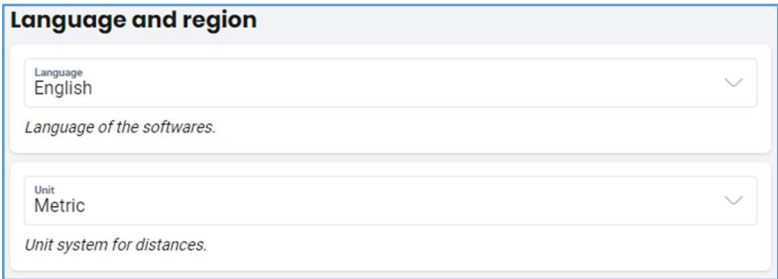 Language and region
Language
English
Language of the softwares.
Unit
Metric
Unit system for distances.